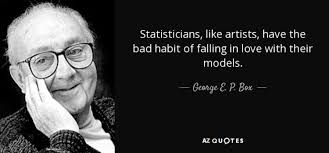 Statisticians, like artists, have the
bad habit of falling in love with their
models.
George E. P. Box
AZ QUOTES